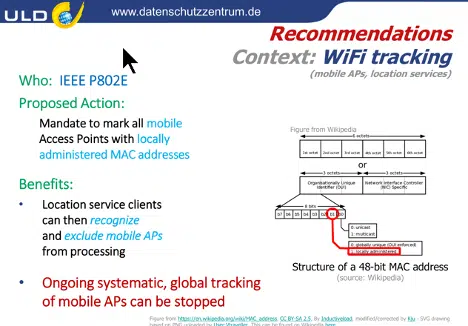 ULD
www.datenschutzzentrum.de
Recommendations
Context: WiFi tracking
(mobile APs, location services)
Who: IEEE P802E
Proposed Action:
Mandate to mark all mobile
Access Points with locally
administered MAC addresses
Benefits:
• Location service clients
can then recognize
and exclude mobile APs
from processing
• Ongoing systematic, global tracking
of mobile APs can be stopped
Figure from Wikipedia
6 octets
1st octet 2nd octet 3rd octet 4th octet 5th octet 6th octet
or
3 octets 3 octets
Organisationally Unique
Identifier (OUI)
Network Interface Controller
(NIC) Specific
8 bits
b7 b6 b5 b4 b3 b2 b1 b0
0: unicast
1: multicast
0: globally unique (OUI enforced)
1: locally administered
Structure of a 48-bit MAC address
(source: Wikipedia)
Figure from https://en.wikipedia.org/wiki/MAC_address, CC BY-SA 2.5, By Inductiveload, modified/corrected by Kju - SVG drawing
based on PNG uploaded by User:Vtraveller. This can be found on Wikipedia here.